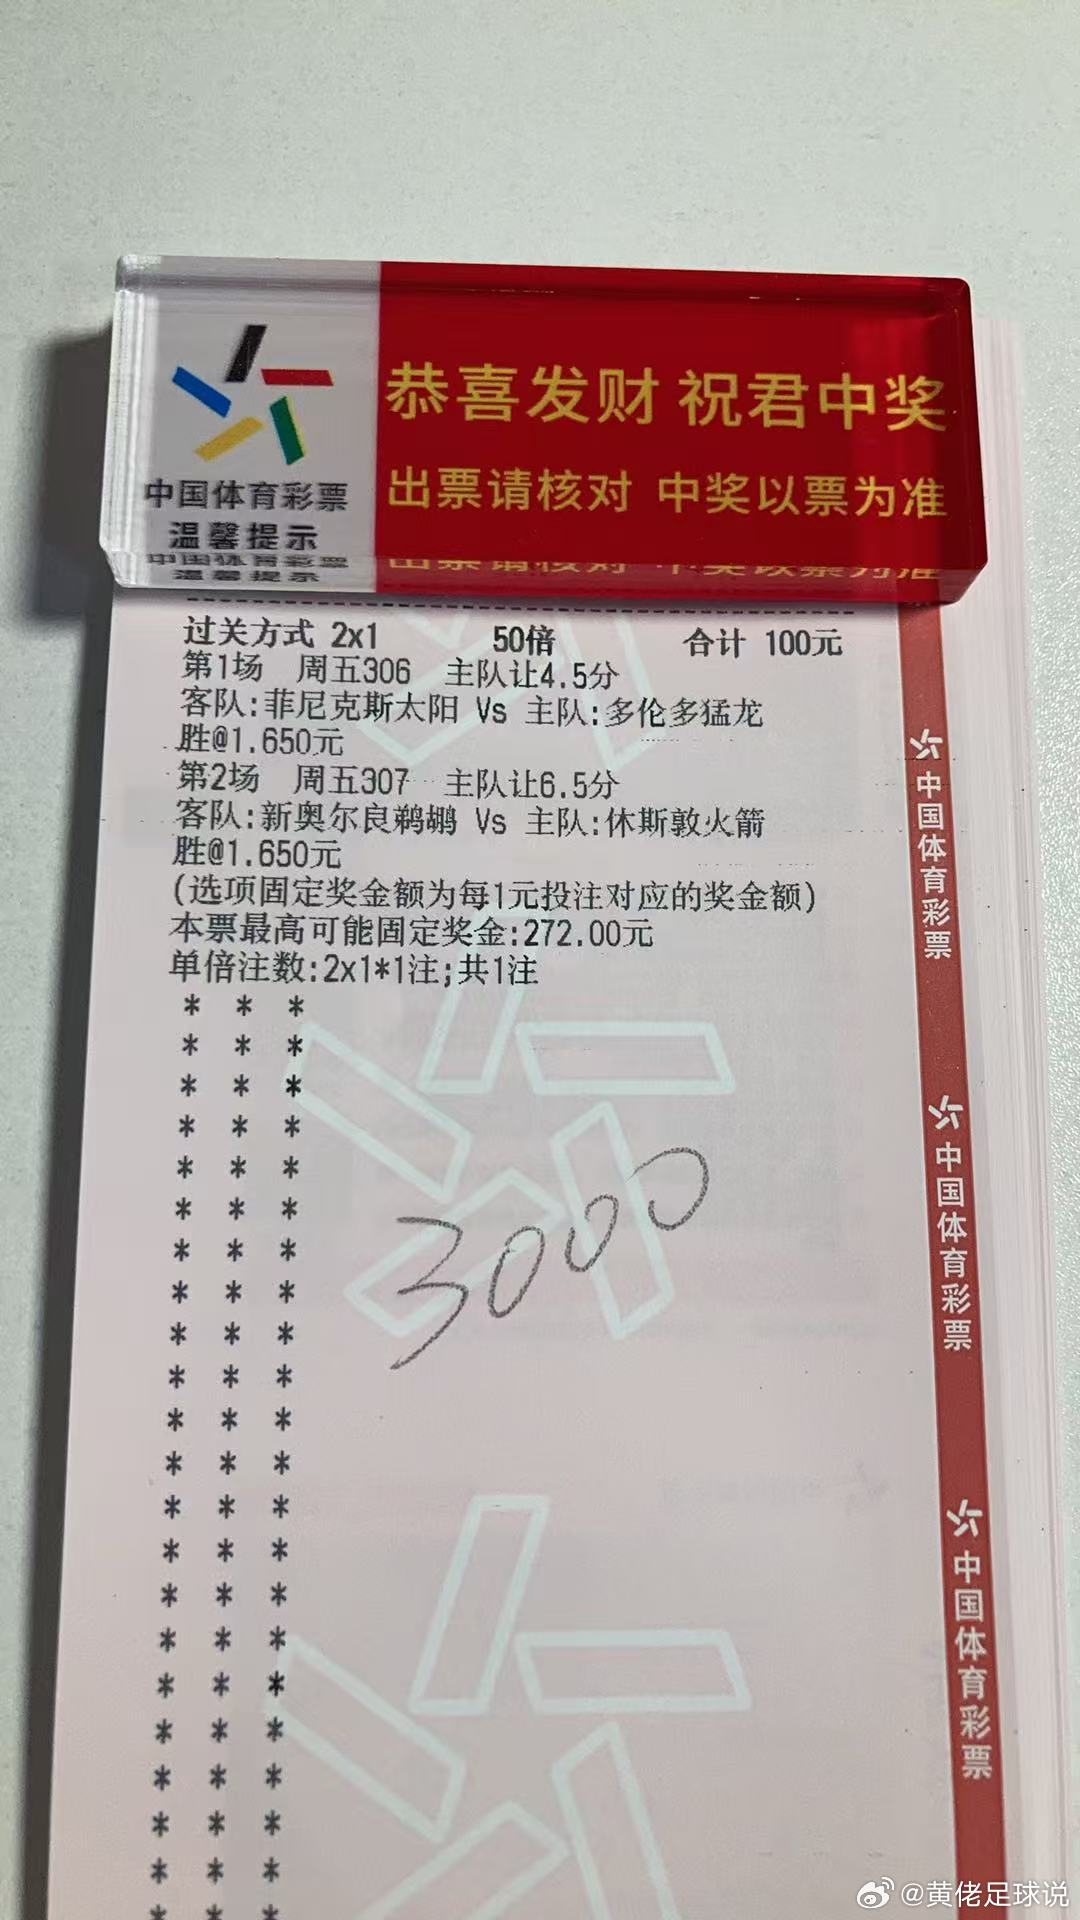 恭喜发财 祝君中奖
出票请核对 中奖以票为准
中国体育彩票
温馨提示
过关方式 2x1 50倍 合计 100元
第1场 周五306 主队让4.5分
客队:菲尼克斯太阳 Vs 主队:多伦多猛龙
胜@1.650元
第2场 周五307 主队让6.5分
客队:新奥尔良鹈鹕 Vs 主队:休斯敦火箭
胜@1.650元
(选项固定奖金额为每1元投注对应的奖金额)
本票最高可能固定奖金:272.00元
单倍注数:2x1*1注;共1注
3000
中国体育彩票
中国体育彩票
中国体育彩票
@黄佬足球说